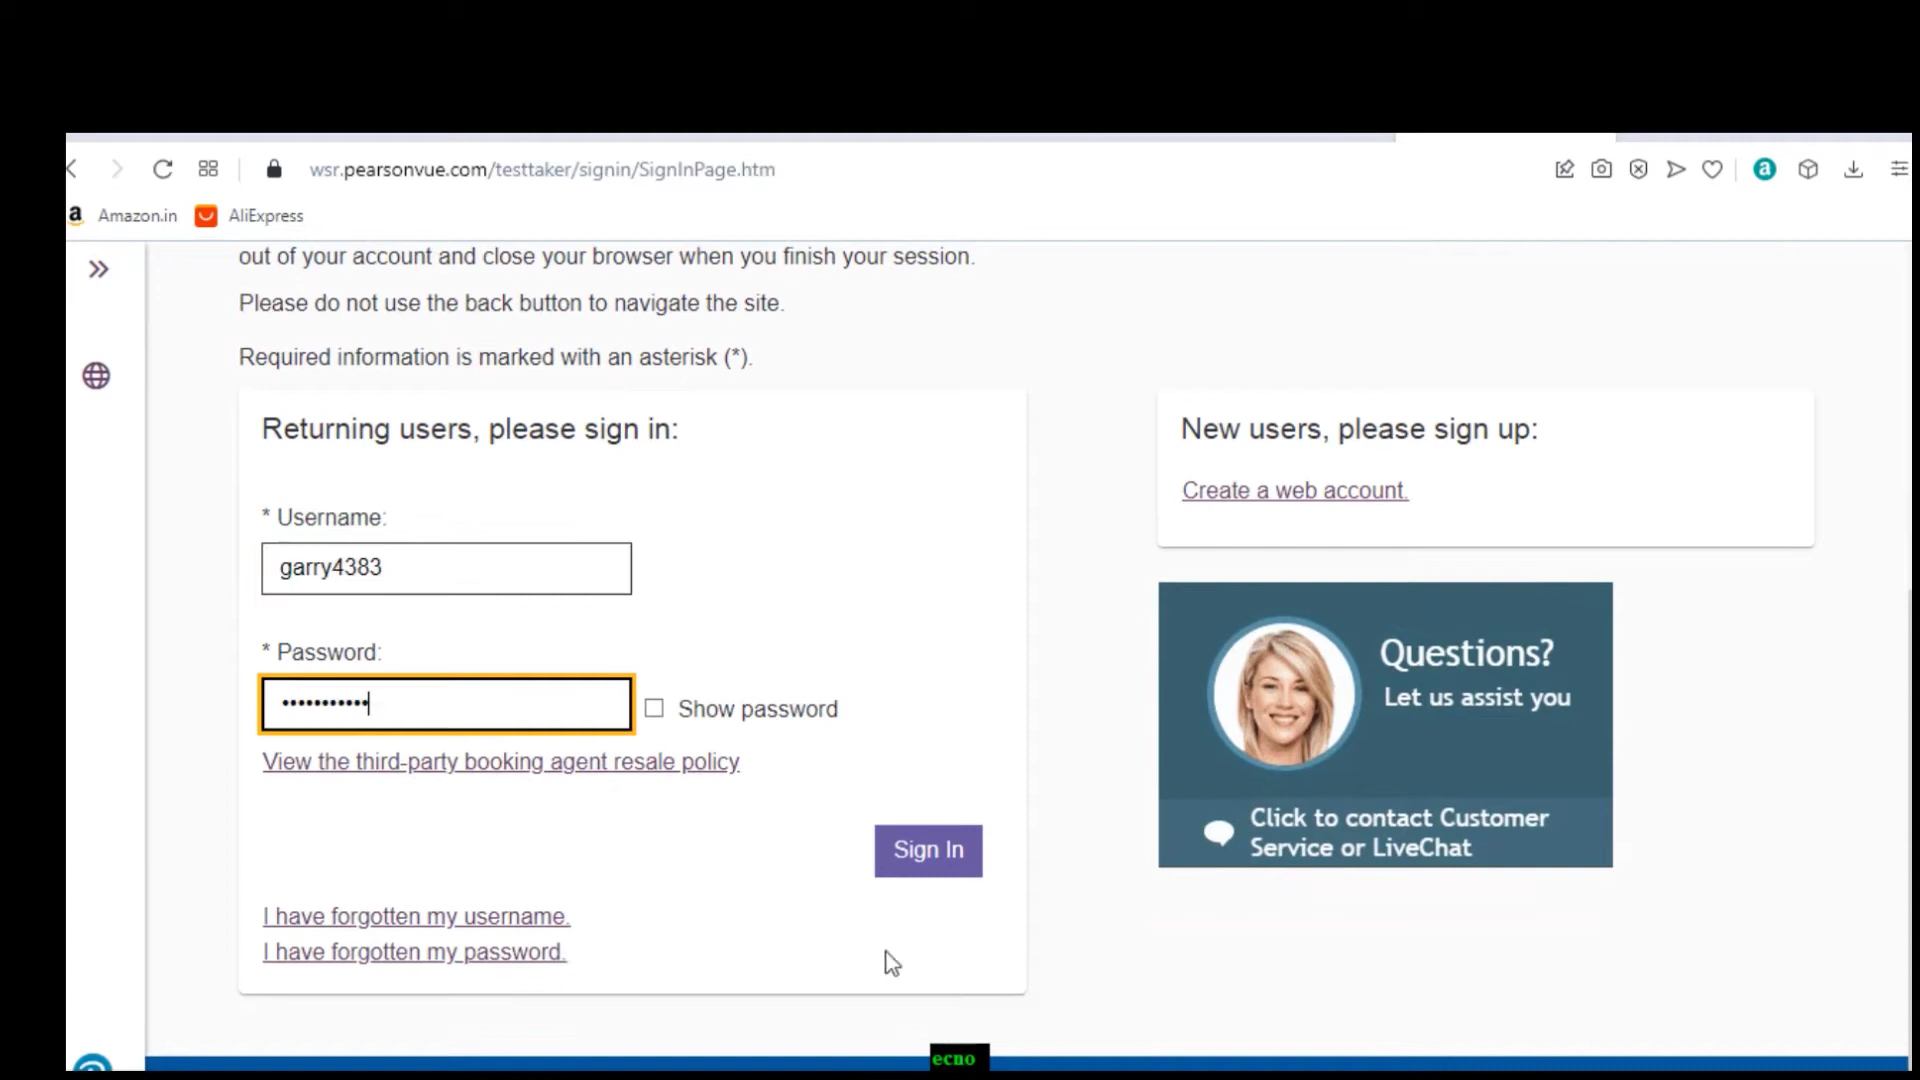 wsr.pearsonvue.com/testtaker/signin/SignInPage.htm
a
a Amazon.in AliExpress
out of your account and close your browser when you finish your session.
Please do not use the back button to navigate the site.
Required information is marked with an asterisk (*).
Returning users, please sign in:
New users, please sign up:
Create a web account.
* Username:
garry4383
* Password:
•••••••••••
Show password
View the third-party booking agent resale policy
Sign In
I have forgotten my username.
I have forgotten my password.
Questions?
Let us assist you
Click to contact Customer
Service or LiveChat
ecno